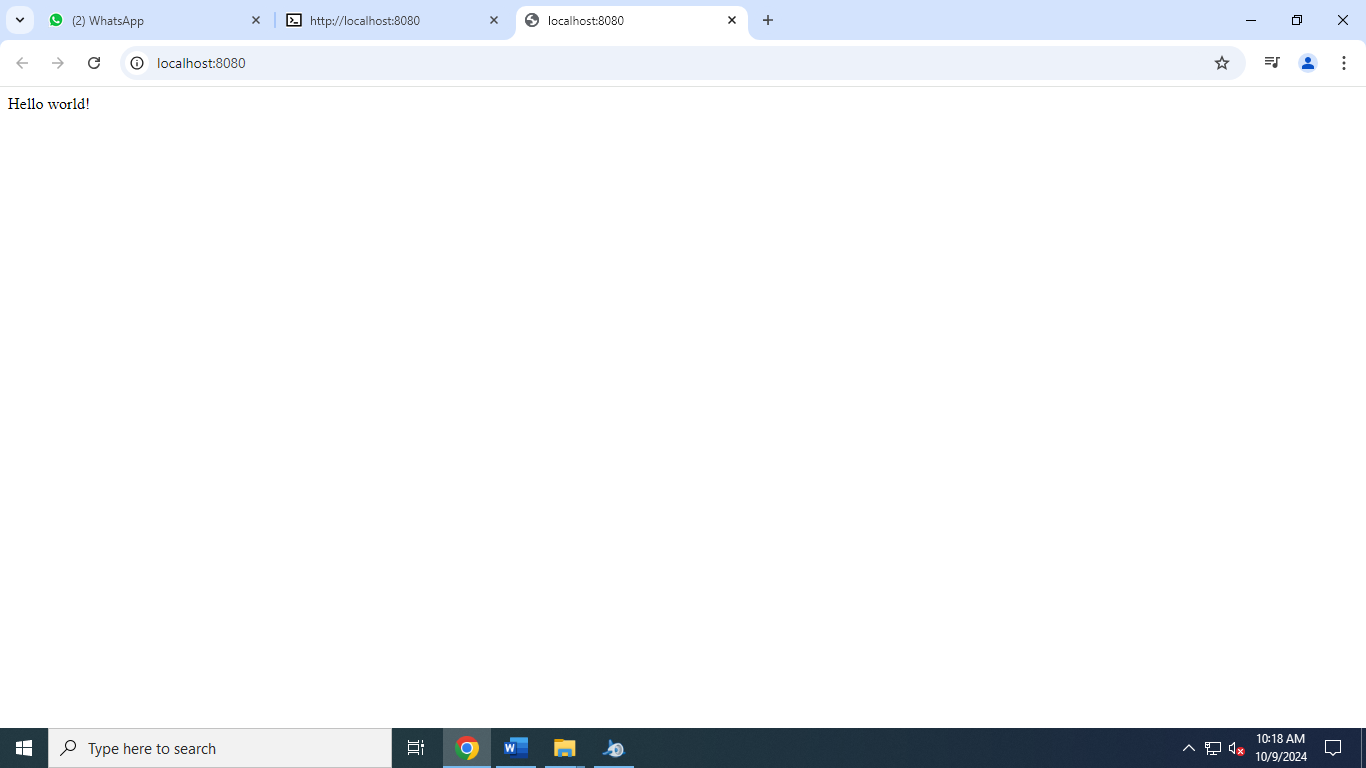 (2) WhatsApp
http://localhost:8080
localhost:8080
localhost:8080
Hello world!
Type here to search
W
10:18 AM
10/9/2024